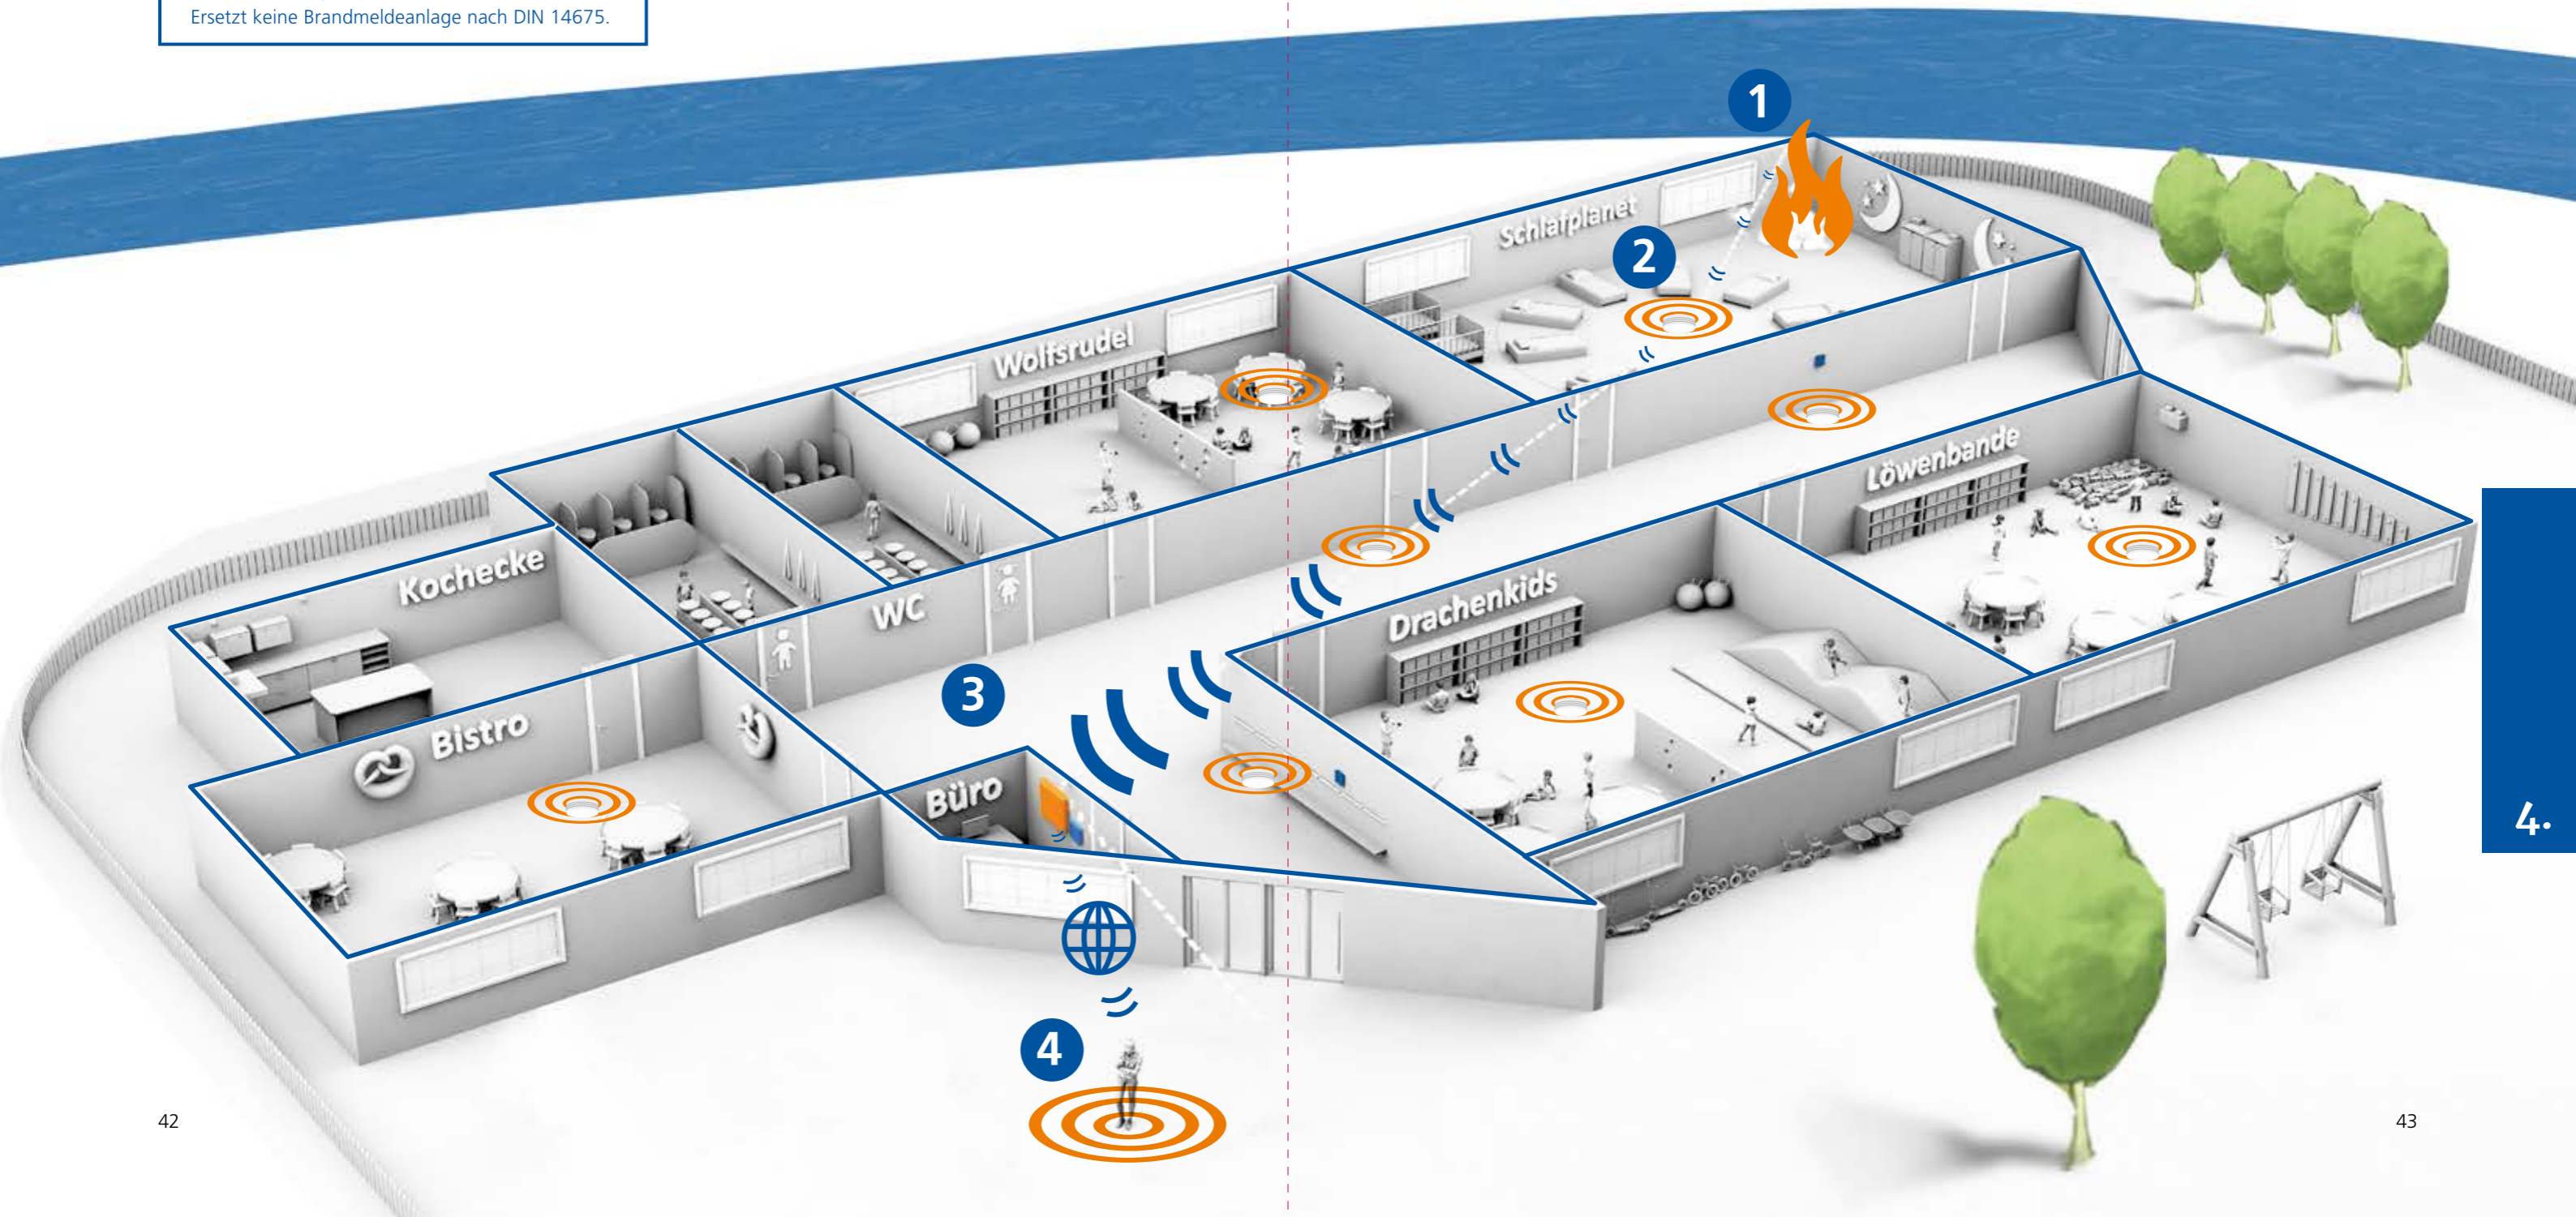 Ersetzt keine Brandmeldeanlage nach DIN 14675.
1
Schlafplanet
2
Wolfsrudel
Löwenbande
Kochecke
WC
Drachenkids
3
Bistro
Büro
4.
4
42
43